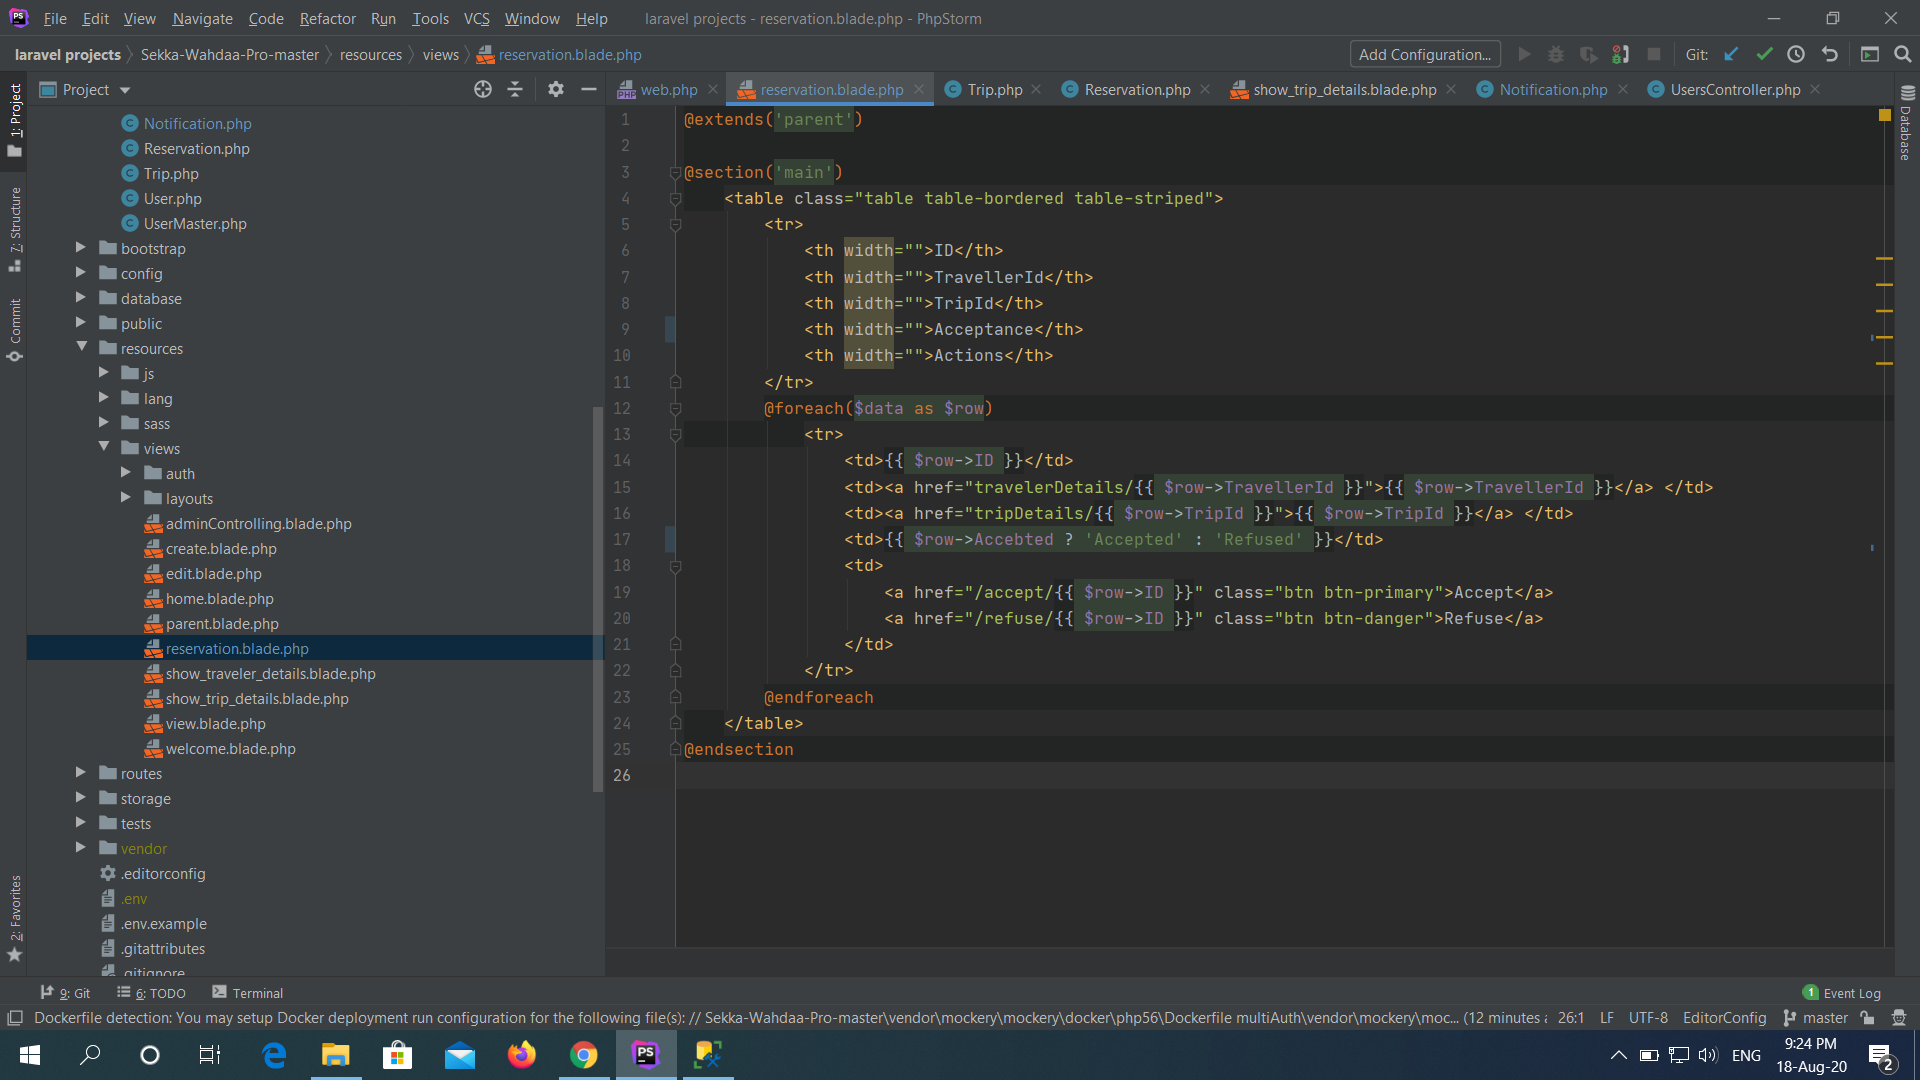 File Edit View Navigate Code Refactor Run Tools VCS Window Help laravel projects - reservation.blade.php - PhpStorm
laravel projects Sekka-Wahdaa-Pro-master resources views reservation.blade.php Add Configuration... Git:
Project
web.php reservation.blade.php Trip.php Reservation.php show_trip_details.blade.php Notification.php UsersController.php
1: Project
7: Structure
Commit
2: Favorites
Database
Notification.php
Reservation.php
Trip.php
User.php
UserMaster.php
bootstrap
config
database
public
resources
js
lang
sass
views
auth
layouts
adminControlling.blade.php
create.blade.php
edit.blade.php
home.blade.php
parent.blade.php
reservation.blade.php
show_traveler_details.blade.php
show_trip_details.blade.php
view.blade.php
welcome.blade.php
routes
storage
tests
vendor
.editorconfig
.env
.env.example
.gitattributes
.gitignore
1 @extends('parent')
2
3 @section('main')
4 <table class="table table-bordered table-striped">
5 <tr>
6 <th width="">ID</th>
7 <th width="">TravellerId</th>
8 <th width="">TripId</th>
9 <th width="">Acceptance</th>
10 <th width="">Actions</th>
11 </tr>
12 @foreach($data as $row)
13 <tr>
14 <td>{{ $row->ID }}</td>
15 <td><a href="travelerDetails/{{ $row->TravellerId }}">{{ $row->TravellerId }}</a> </td>
16 <td><a href="tripDetails/{{ $row->TripId }}">{{ $row->TripId }}</a> </td>
17 <td>{{ $row->Accebted ? 'Accepted' : 'Refused' }}</td>
18 <td>
19 <a href="/accept/{{ $row->ID }}" class="btn btn-primary">Accept</a>
20 <a href="/refuse/{{ $row->ID }}" class="btn btn-danger">Refuse</a>
21 </td>
22 </tr>
23 @endforeach
24 </table>
25 @endsection
26
9: Git 6: TODO Terminal 1 Event Log
Dockerfile detection: You may setup Docker deployment run configuration for the following file(s): // Sekka-Wahdaa-Pro-master\vendor\mockery\mockery\docker\php56\Dockerfile multiAuth\vendor\mockery\moc... (12 minutes a 26:1 LF UTF-8 EditorConfig master
PS
ENG
9:24 PM
18-Aug-20
2